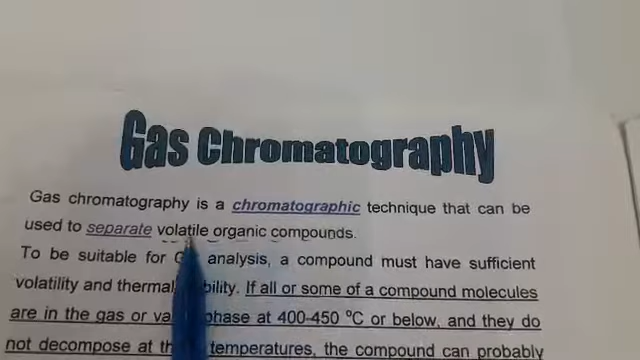 Gas Chromatography
Gas chromatography is a chromatographic technique that can be
used to separate volatile organic compounds.
To be suitable for analysis, a compound must have sufficient
volatility and thermal If all or some of a compound molecules
are in the gas or phase at 400-450 ºC or below, and they do
not decompose at temperatures, the compound can probably